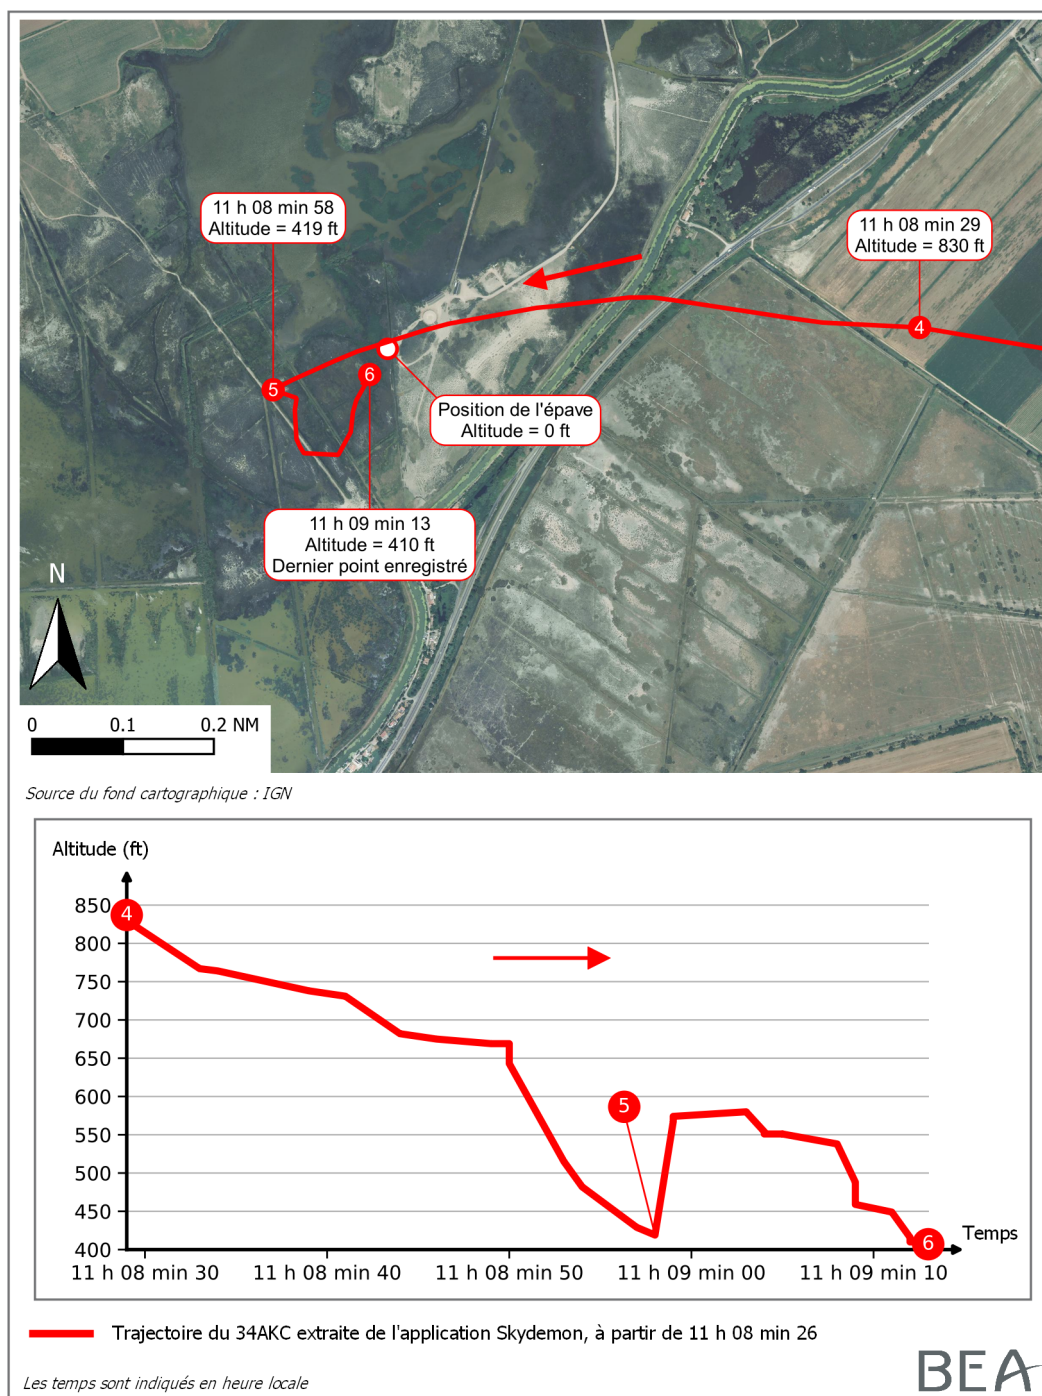 11 h 08 min 58
Altitude = 419 ft
11 h 08 min 29
Altitude = 830 ft
4
5
6
Position de l'épave
Altitude = 0 ft
11 h 09 min 13
Altitude = 410 ft
Dernier point enregistré
N
0 0.1 0.2 NM
Source du fond cartographique : IGN
Altitude (ft)
850
800
750
700
650
600
550
500
450
400
4
5
6
Temps
11 h 08 min 30 11 h 08 min 40 11 h 08 min 50 11 h 09 min 00 11 h 09 min 10
Trajectoire du 34AKC extraite de l'application Skydemon, à partir de 11 h 08 min 26
Les temps sont indiqués en heure locale
BEA